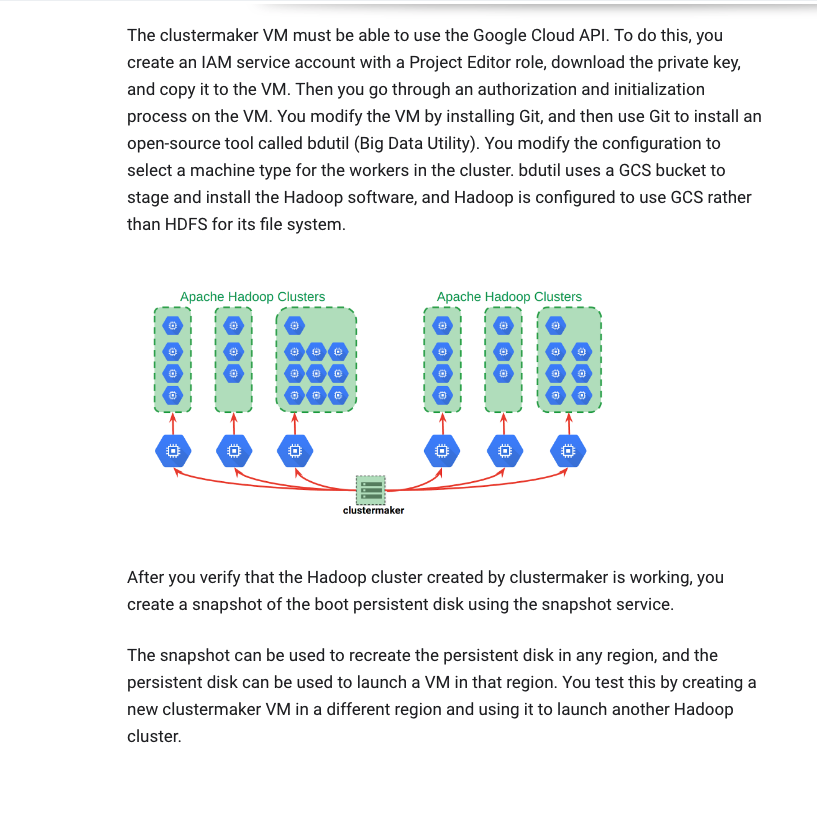 The clustermaker VM must be able to use the Google Cloud API. To do this, you
create an IAM service account with a Project Editor role, download the private key,
and copy it to the VM. Then you go through an authorization and initialization
process on the VM. You modify the VM by installing Git, and then use Git to install an
open-source tool called bdutil (Big Data Utility). You modify the configuration to
select a machine type for the workers in the cluster. bdutil uses a GCS bucket to
stage and install the Hadoop software, and Hadoop is configured to use GCS rather
than HDFS for its file system.
Apache Hadoop Clusters
Apache Hadoop Clusters
clustermaker
After you verify that the Hadoop cluster created by clustermaker is working, you
create a snapshot of the boot persistent disk using the snapshot service.
The snapshot can be used to recreate the persistent disk in any region, and the
persistent disk can be used to launch a VM in that region. You test this by creating a
new clustermaker VM in a different region and using it to launch another Hadoop
cluster.